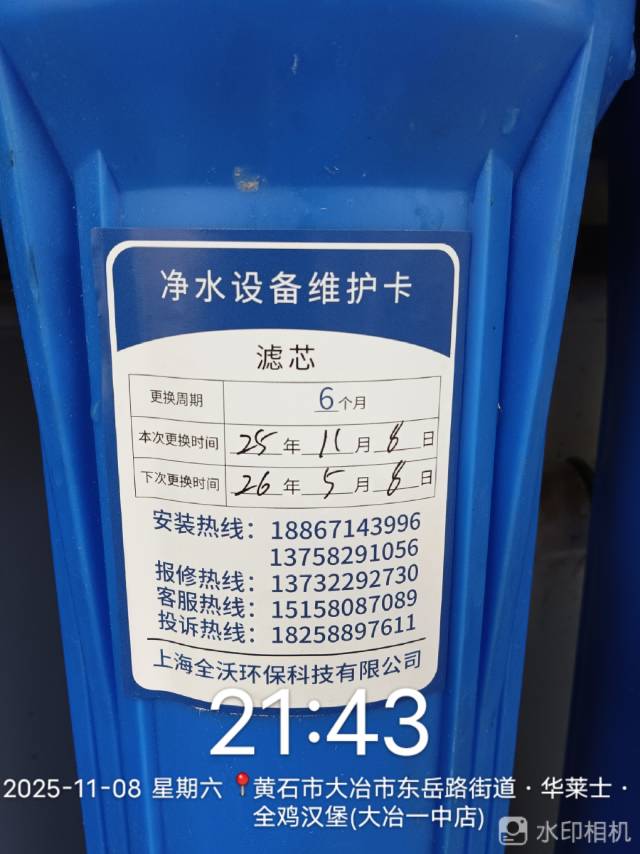 净水设备维护卡
滤芯
更换周期 6个月
本次更换时间 25年11月8日
下次更换时间 26年5月8日
安装热线：18867143996
13758291056
报修热线：13732292730
客服热线：15158087089
投诉热线：18258897611
上海全沃环保科技有限公司
21:43
2025-11-08 星期六 📍黄石市大冶市东岳路街道·华莱士·
全鸡汉堡(大冶一中店)
水印相机